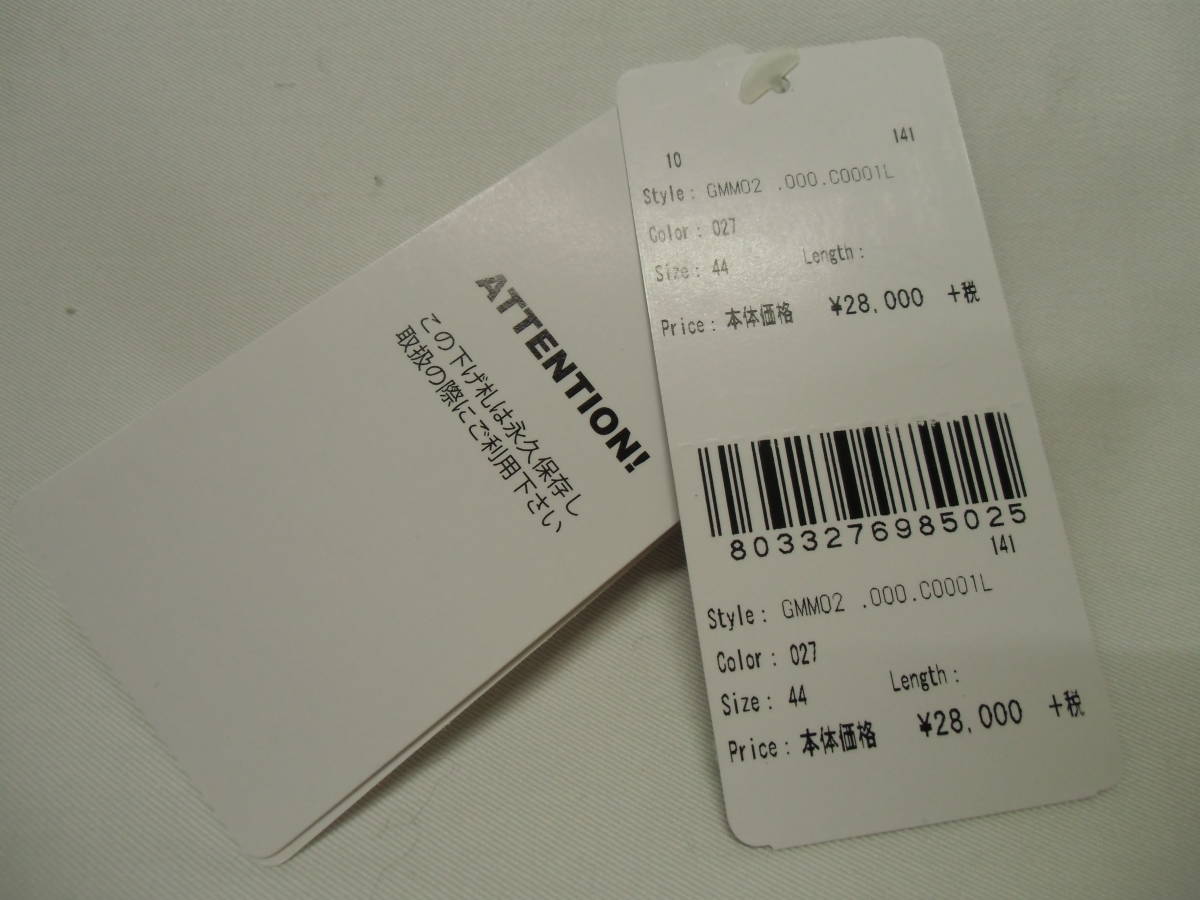 ATTENTION!
この下げ札は永久保存し
取扱の際にご利用下さい
10 141
Style: GMM02 .000.C0001L
Color: 027
Size: 44 Length:
Price: 本体価格 ¥28,000 +税
8033276985025
141
Style: GMM02 .000.C0001L
Color: 027
Size: 44 Length:
Price: 本体価格 ¥28,000 +税